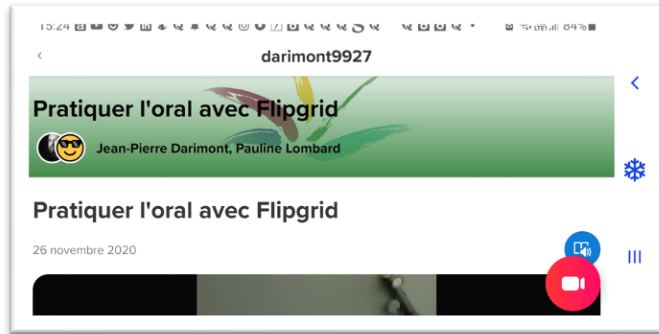 15:24 84%
darimont9927
Pratiquer l'oral avec Flipgrid
Jean-Pierre Darimont, Pauline Lombard
Pratiquer l'oral avec Flipgrid
26 novembre 2020